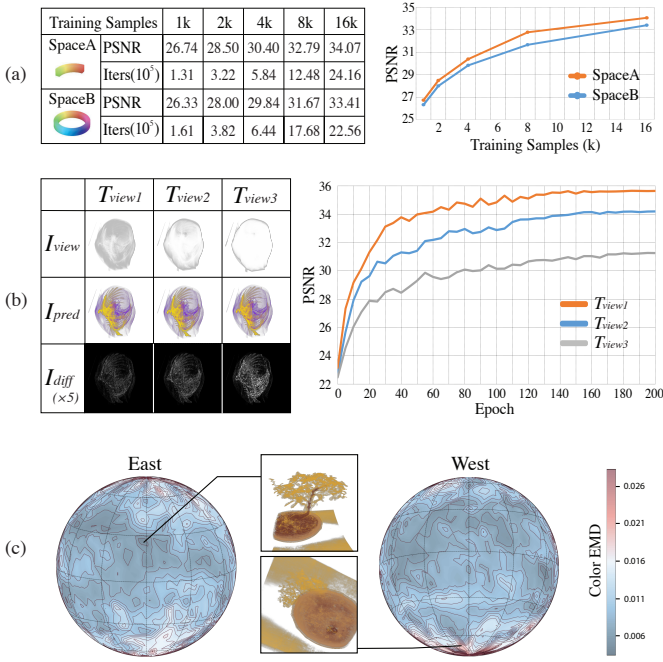 (a)
Training Samples 1k 2k 4k 8k 16k
SpaceA PSNR 26.74 28.50 30.40 32.79 34.07
Iters(10⁵) 1.31 3.22 5.84 12.48 24.16
SpaceB PSNR 26.33 28.00 29.84 31.67 33.41
Iters(10⁵) 1.61 3.82 6.44 17.68 22.56
PSNR
35
33
31
29
27
25
2 4 6 8 10 12 14 16
Training Samples (k)
SpaceA
SpaceB
(b)
Tview1 Tview2 Tview3
Iview
Ipred
Idiff
(×5)
PSNR
36
34
32
30
28
26
24
22
0 20 40 60 80 100 120 140 160 180 200
Epoch
Tview1
Tview2
Tview3
(c)
East
West
Color EMD
0.026
0.021
0.016
0.011
0.006